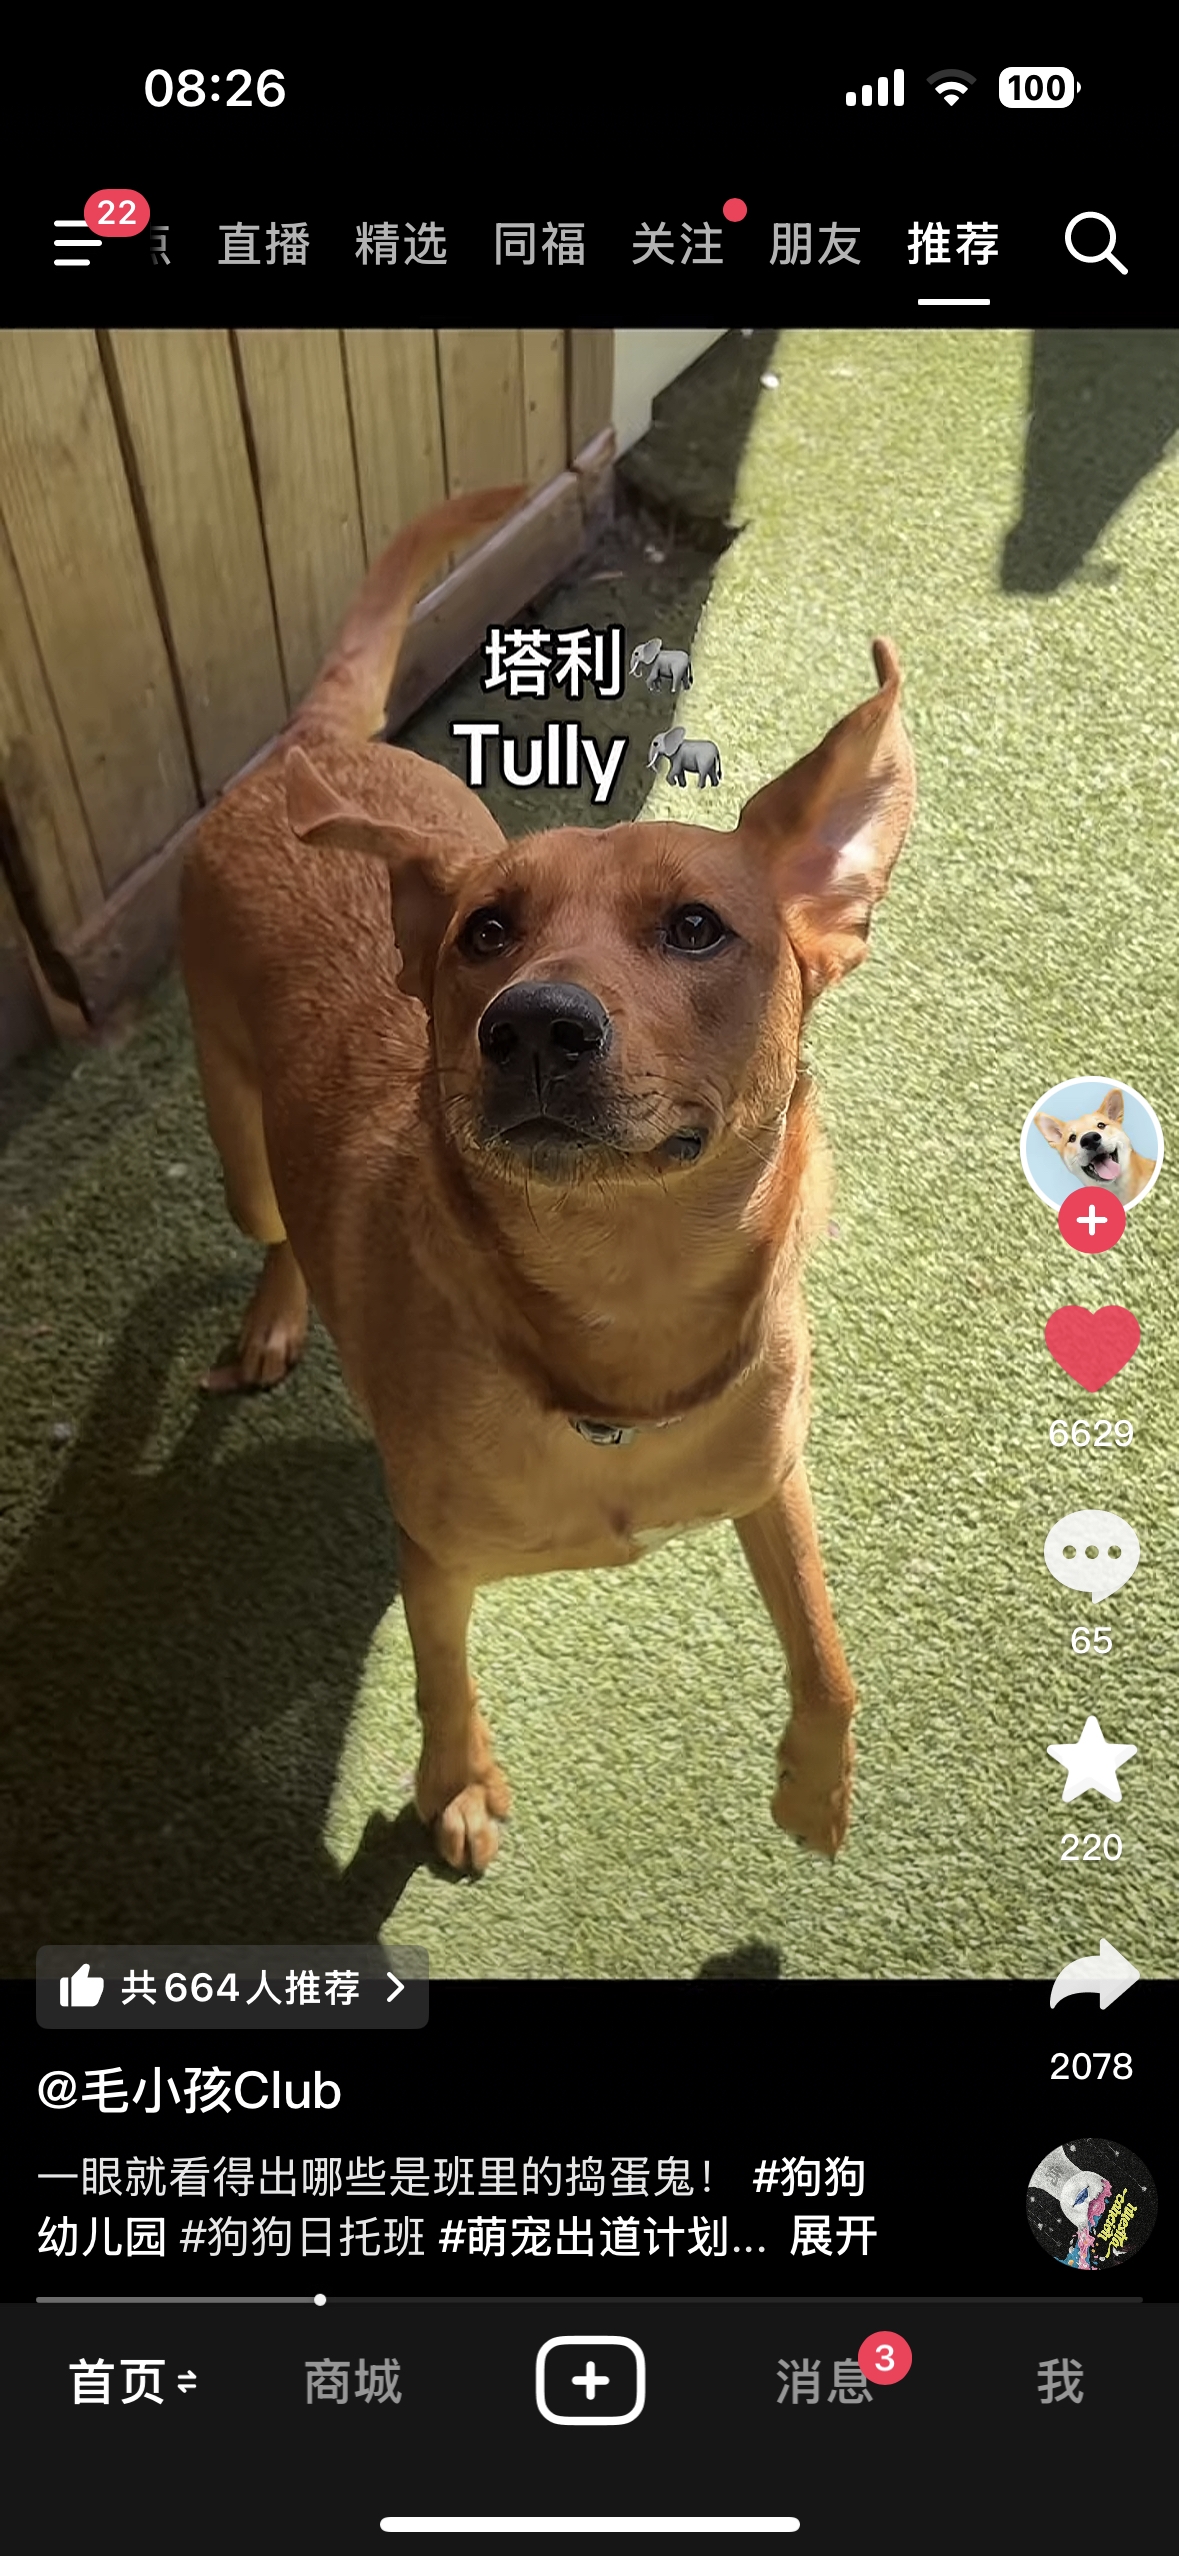 08:26
100
22
直播 精选 同福 关注 朋友 推荐
塔利🐘
Tully 🐘
6629
65
220
共664人推荐
2078
@毛小孩Club
一眼就看得出哪些是班里的捣蛋鬼！ #狗狗
幼儿园 #狗狗日托班 #萌宠出道计划... 展开
首页 商城 消息 3 我